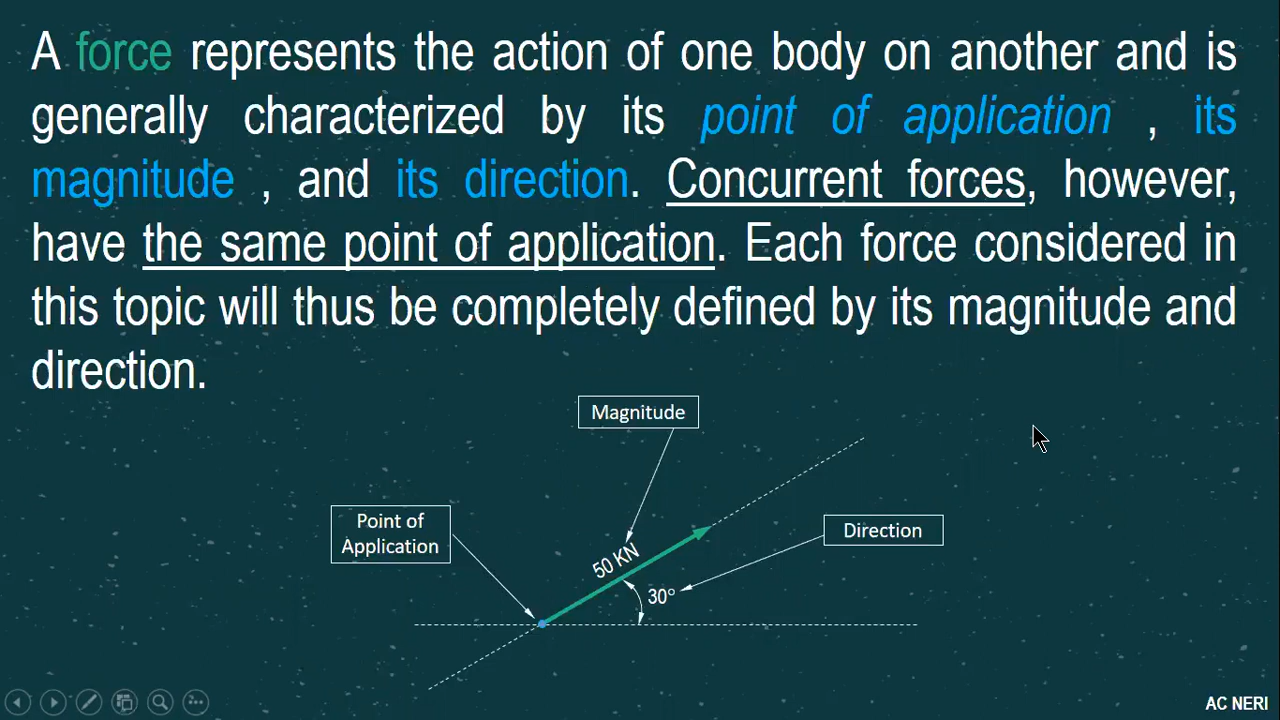 A force represents the action of one body on another and is
generally characterized by its point of application , its
magnitude , and its direction. Concurrent forces, however,
have the same point of application. Each force considered in
this topic will thus be completely defined by its magnitude and
direction.
Magnitude
Point of
Application
Direction
50 KN
30°
AC NERI